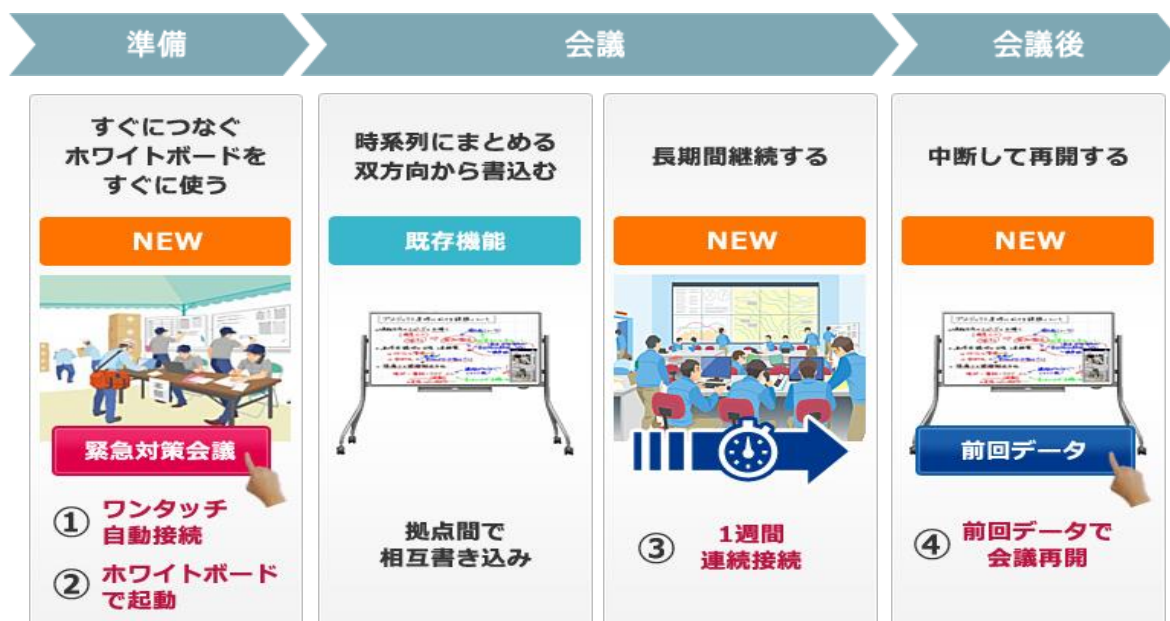 準備
会議
会議後
すぐにつなぐ
ホワイトボードを
すぐに使う
NEW
緊急対策会議
① ワンタッチ
自動接続
② ホワイトボード
で起動
時系列にまとめる
双方向から書込む
既存機能
拠点間で
相互書き込み
長期間継続する
NEW
③ 1週間
連続接続
中断して再開する
NEW
前回データ
④ 前回データで
会議再開